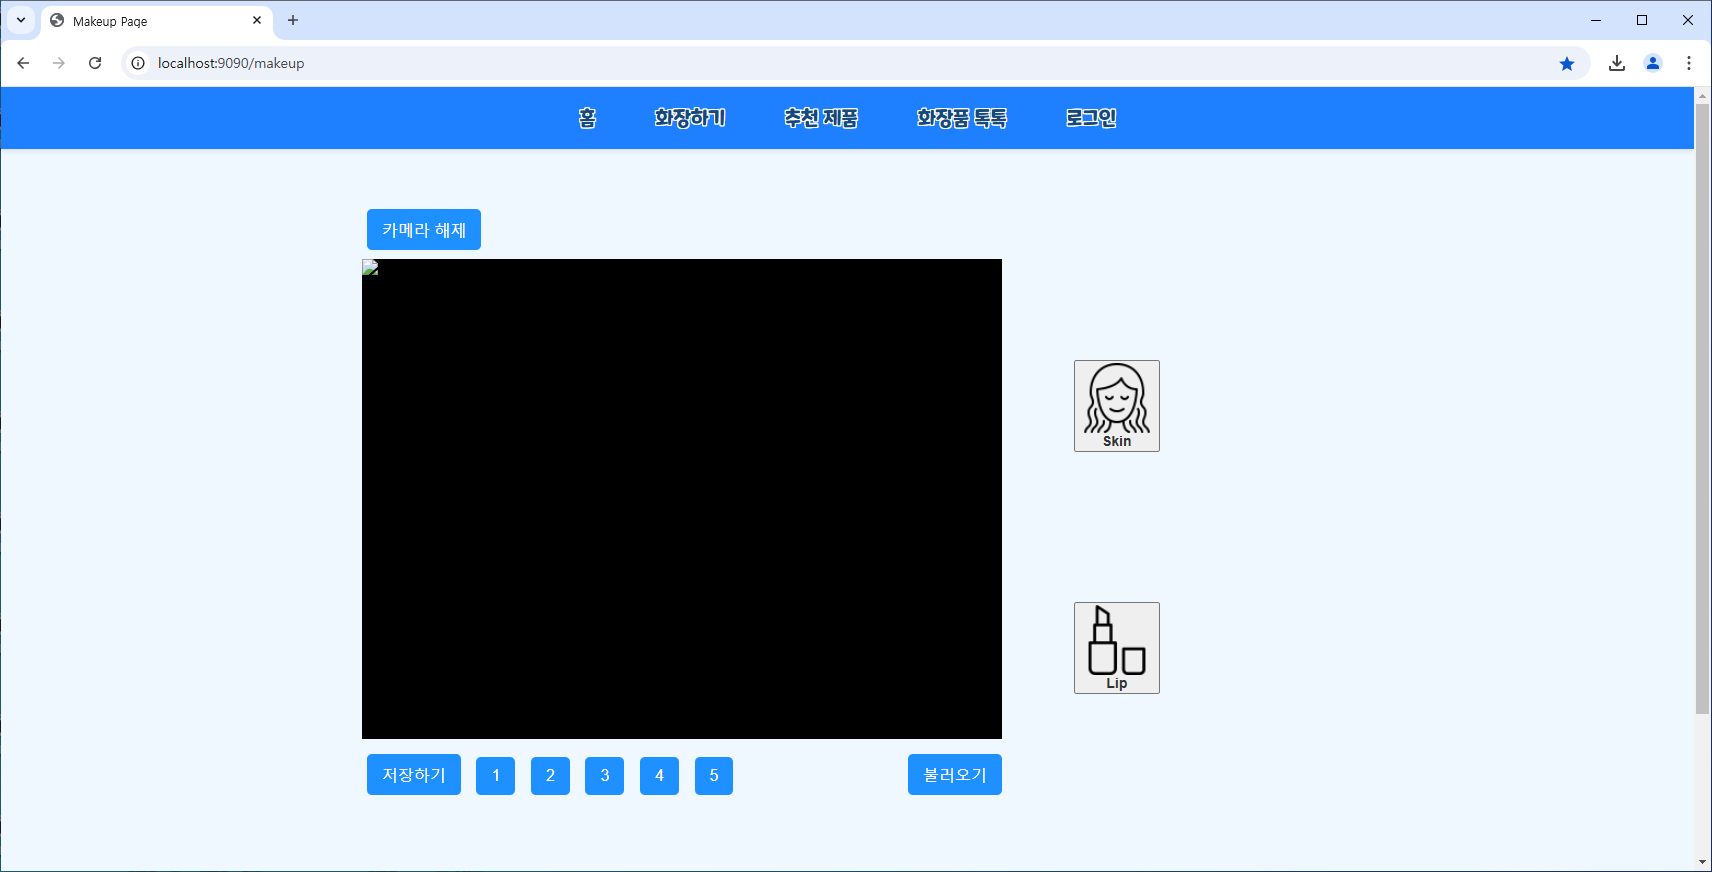 Makeup Page
localhost:9090/makeup
홈 화장하기 추천 제품 화장품 톡톡 로그인
카메라 해제
Skin
Lip
저장하기 1 2 3 4 5 불러오기